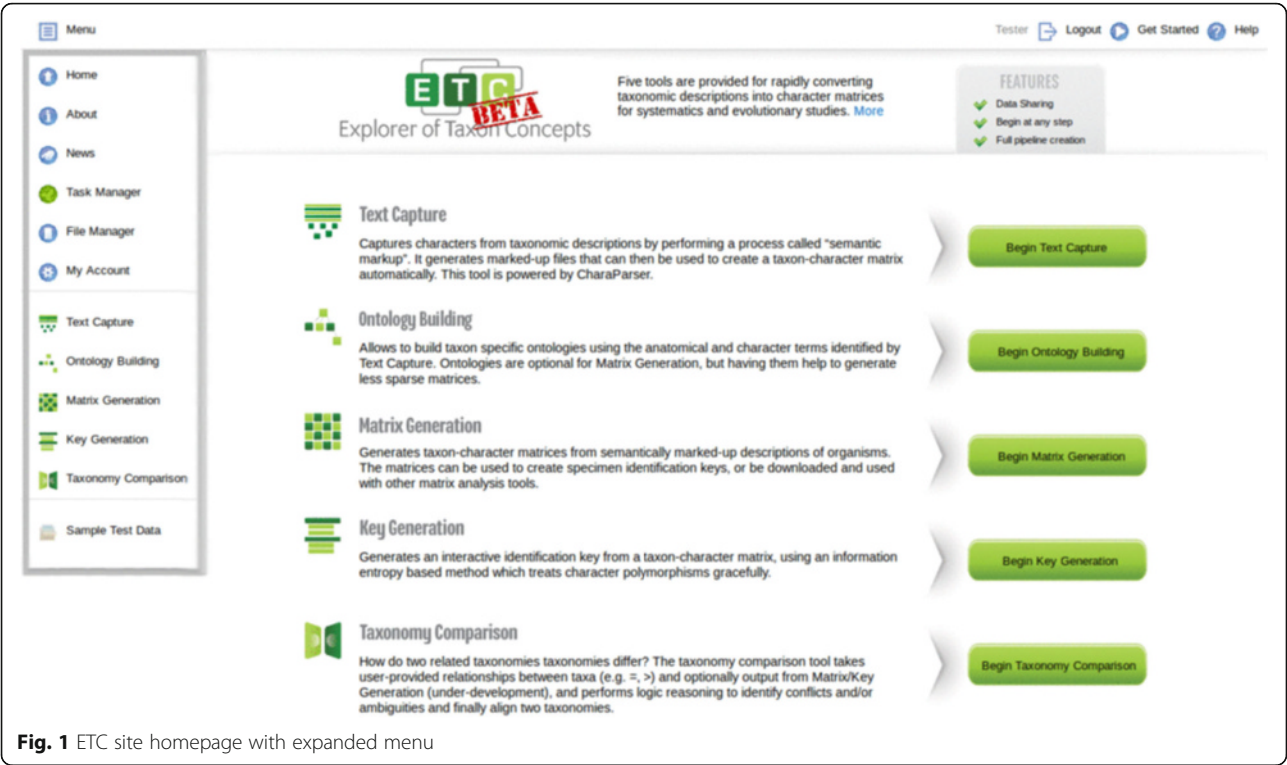 Menu
Tester Logout Get Started Help
Home
About
News
Task Manager
File Manager
My Account
Text Capture
Ontology Building
Matrix Generation
Key Generation
Taxonomy Comparison
Sample Test Data
ETC
BETA
Explorer of Taxon Concepts
Five tools are provided for rapidly converting
taxonomic descriptions into character matrices
for systematics and evolutionary studies. More
FEATURES
Data Sharing
Begin at any step
Full pipeline creation
Text Capture
Captures characters from taxonomic descriptions by performing a process called "semantic
markup". It generates marked-up files that can then be used to create a taxon-character matrix
automatically. This tool is powered by CharaParser.
Begin Text Capture
Ontology Building
Allows to build taxon specific ontologies using the anatomical and character terms identified by
Text Capture. Ontologies are optional for Matrix Generation, but having them help to generate
less sparse matrices.
Begin Ontology Building
Matrix Generation
Generates taxon-character matrices from semantically marked-up descriptions of organisms.
The matrices can be used to create specimen identification keys, or be downloaded and used
with other matrix analysis tools.
Begin Matrix Generation
Key Generation
Generates an interactive identification key from a taxon-character matrix, using an information
entropy based method which treats character polymorphisms gracefully.
Begin Key Generation
Taxonomy Comparison
How do two related taxonomies taxonomies differ? The taxonomy comparison tool takes
user-provided relationships between taxa (e.g. =, >) and optionally output from Matrix/Key
Generation (under-development), and performs logic reasoning to identify conflicts and/or
ambiguities and finally align two taxonomies.
Begin Taxonomy Comparison
Fig. 1 ETC site homepage with expanded menu